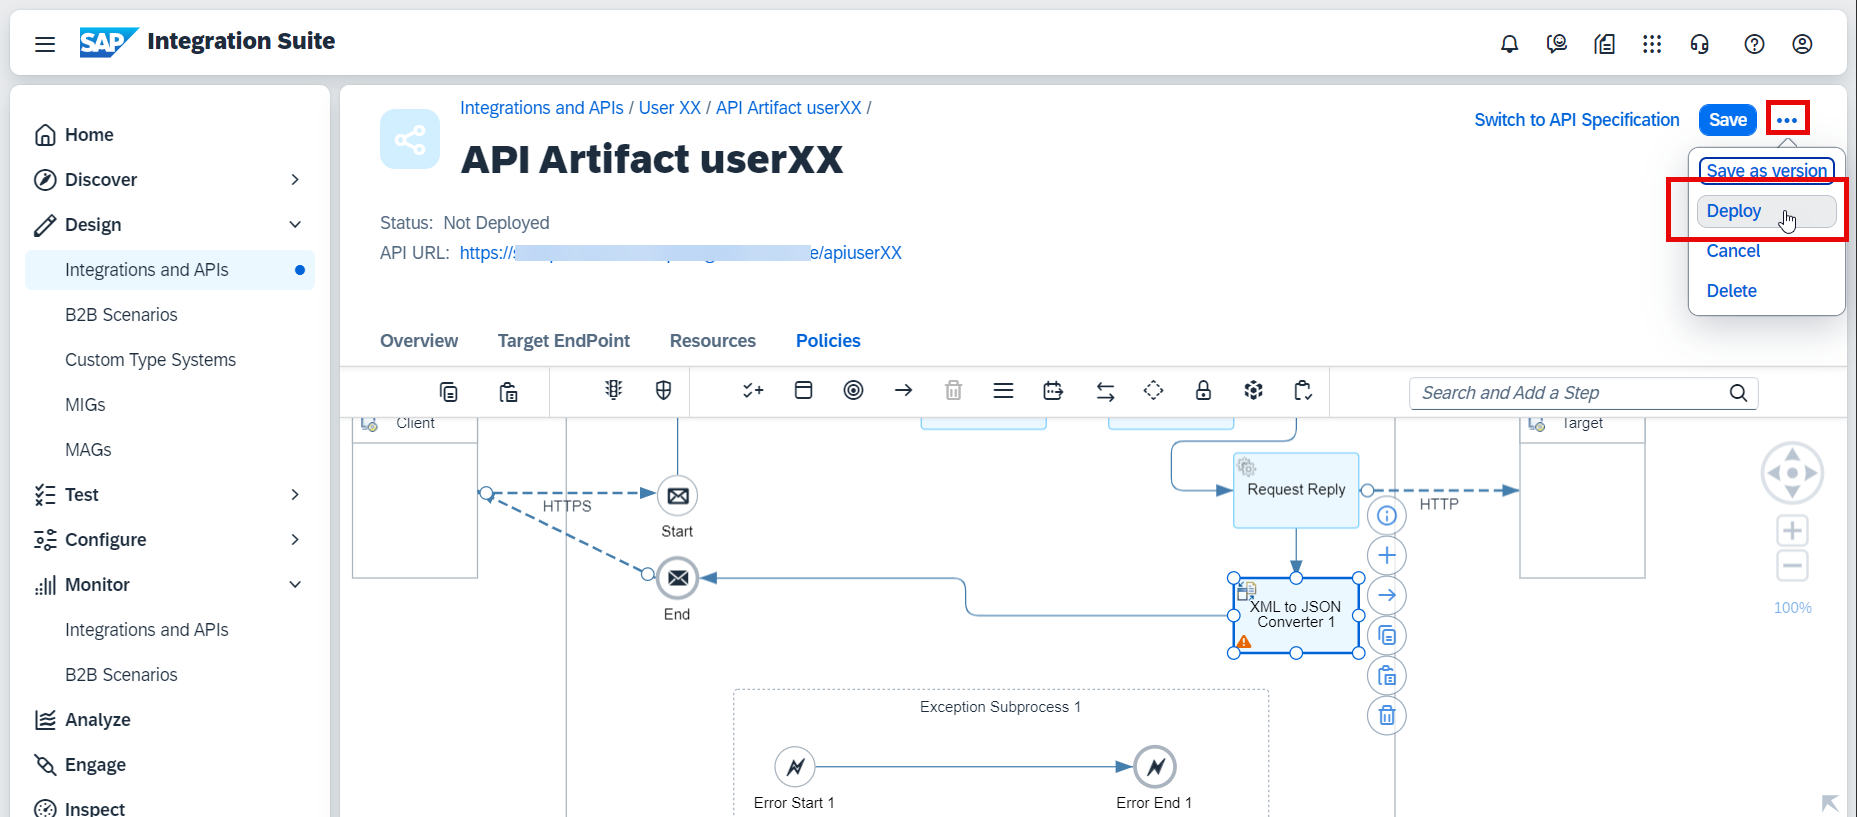 SAP Integration Suite
Home
Discover
Design
Integrations and APIs
B2B Scenarios
Custom Type Systems
MIGs
MAGs
Test
Configure
Monitor
Integrations and APIs
B2B Scenarios
Analyze
Engage
Inspect
Integrations and APIs / User XX / API Artifact userXX /
API Artifact userXX
Switch to API Specification
Save
•••
Save as version
Deploy
Cancel
Delete
Status: Not Deployed
API URL: https://s e/apiuserXX
Overview
Target EndPoint
Resources
Policies
Search and Add a Step
Client
Target
HTTPS
Start
End
Request Reply
HTTP
XML to JSON
Converter 1
100%
Exception Subprocess 1
Error Start 1
Error End 1